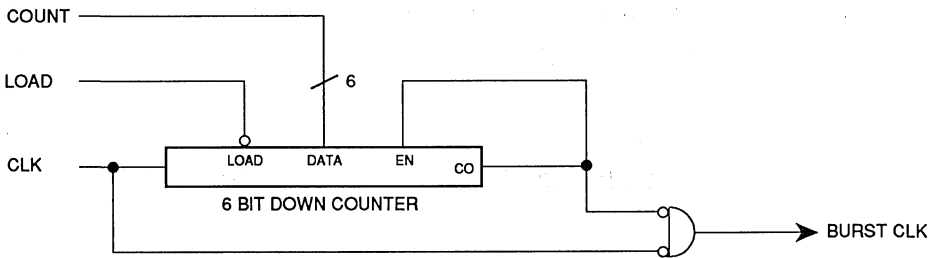 COUNT
6
LOAD
LOAD DATA EN
CO
CLK
6 BIT DOWN COUNTER
BURST CLK